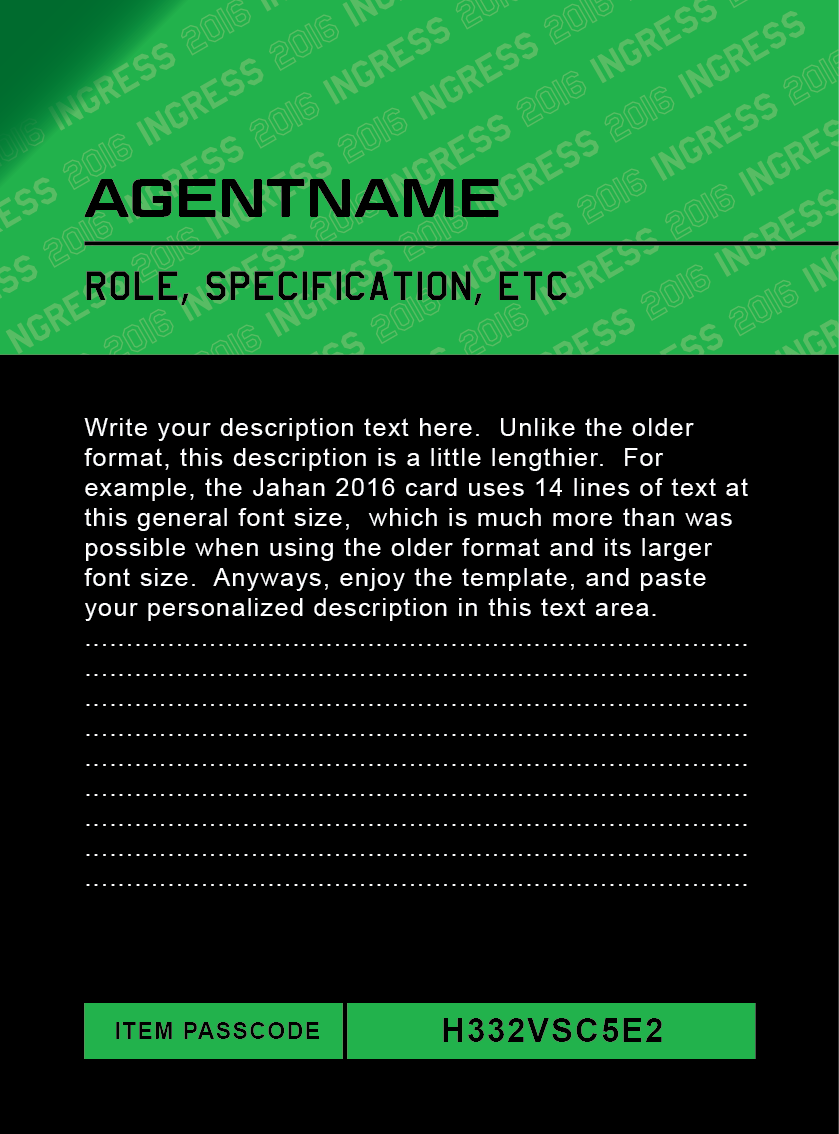 INGRESS 2016
AGENTNAME
ROLE, SPECIFICATION, ETC
Write your description text here.  Unlike the older
format, this description is a little lengthier.  For
example, the Jahan 2016 card uses 14 lines of text at
this general font size,  which is much more than was
possible when using the older format and its larger
font size.  Anyways, enjoy the template, and paste
your personalized description in this text area.
................................................................................
................................................................................
................................................................................
................................................................................
................................................................................
................................................................................
................................................................................
................................................................................
................................................................................
ITEM PASSCODE H332VSC5E2